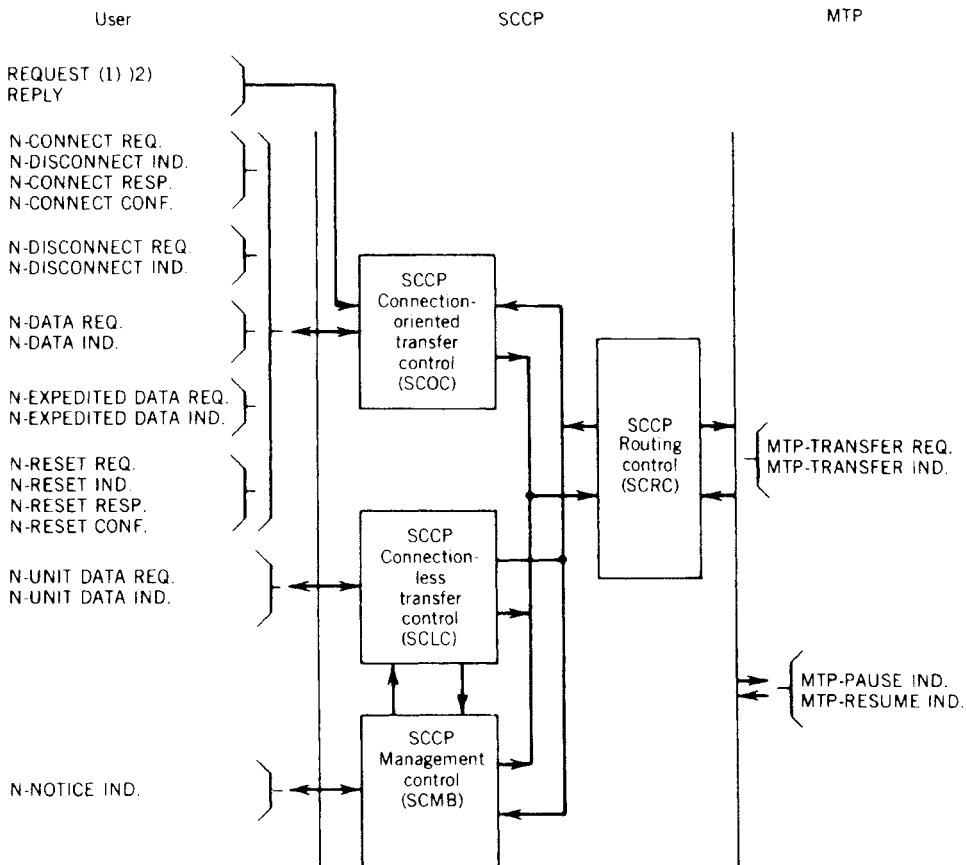 User
SCCP
MTP
REQUEST (1) )2)
REPLY
N-CONNECT REQ.
N-DISCONNECT IND.
N-CONNECT RESP.
N-CONNECT CONF.
N-DISCONNECT REQ.
N-DISCONNECT IND.
N-DATA REQ.
N-DATA IND.
N-EXPEDITED DATA REQ.
N-EXPEDITED DATA IND.
N-RESET REQ.
N-RESET IND.
N-RESET RESP.
N-RESET CONF.
N-UNIT DATA REQ.
N-UNIT DATA IND.
N-NOTICE IND.
SCCP
Connection-
oriented
transfer
control
(SCOC)
SCCP
Connection-
less
transfer
control
(SCLC)
SCCP
Management
control
(SCMB)
SCCP
Routing
control
(SCRC)
MTP-TRANSFER REQ.
MTP-TRANSFER IND.
MTP-PAUSE IND.
MTP-RESUME IND.